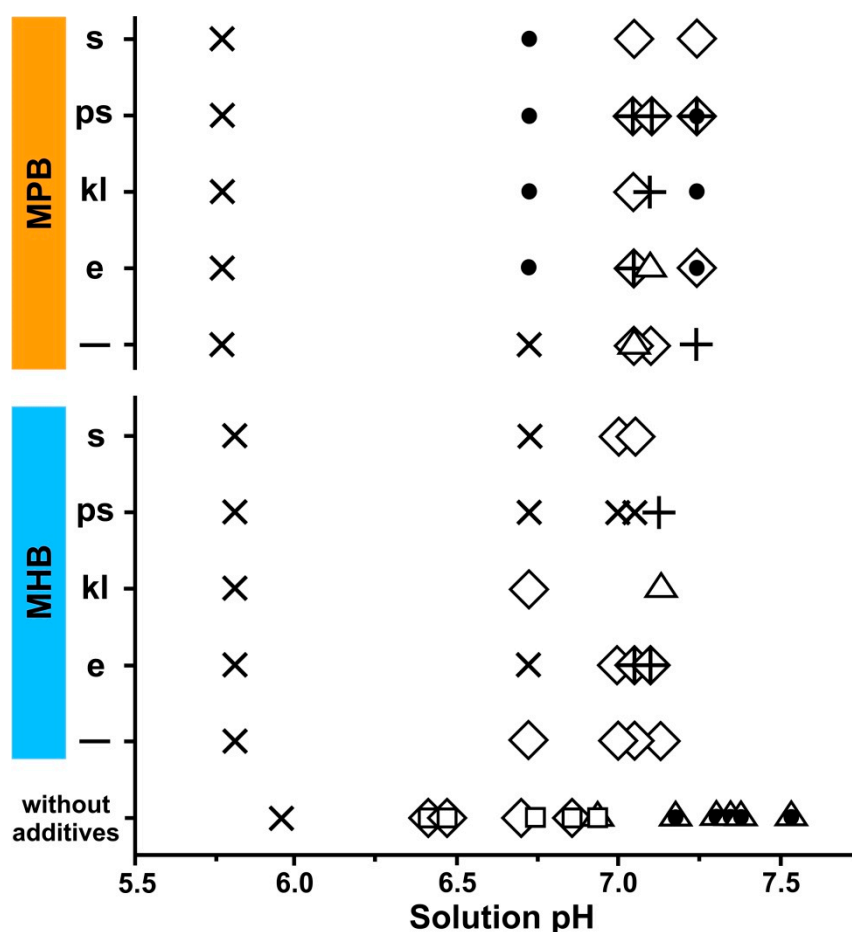 MPB
s
ps
kl
e
—
MHB
s
ps
kl
e
—
without
additives
5.5 6.0 6.5 7.0 7.5
Solution pH